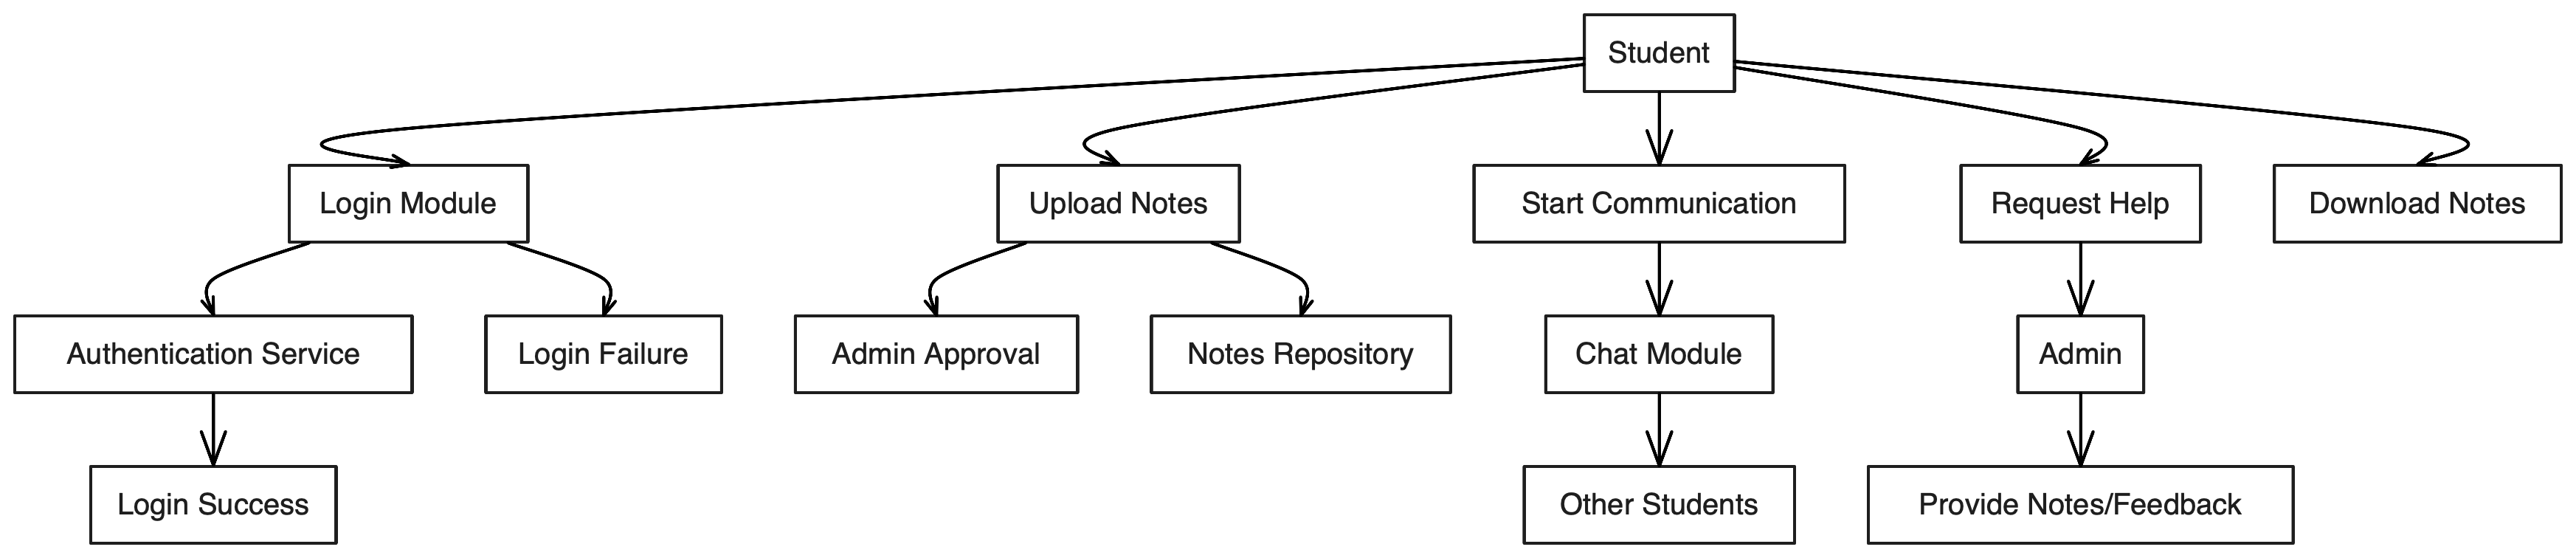 Student
Login Module
Upload Notes
Start Communication
Request Help
Download Notes
Authentication Service
Login Failure
Admin Approval
Notes Repository
Chat Module
Admin
Login Success
Other Students
Provide Notes/Feedback